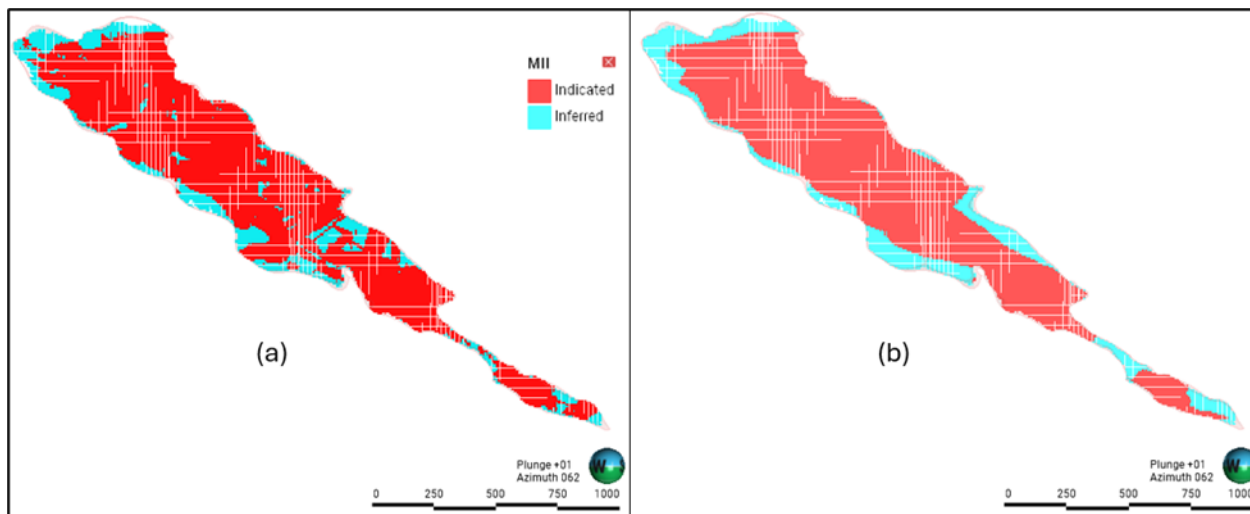 MII
Indicated
Inferred
(a)
Plunge +01
Azimuth 062
W
0 250 500 750 1000
(b)
Plunge +01
Azimuth 062
W
0 250 500 750 1000